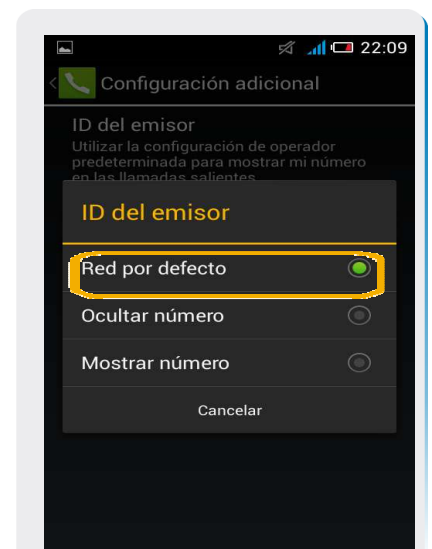 22:09
Configuración adicional
ID del emisor
Utilizar la configuración de operador
predeterminada para mostrar mi número
en las llamadas salientes
ID del emisor
Red por defecto
Ocultar número
Mostrar número
Cancelar